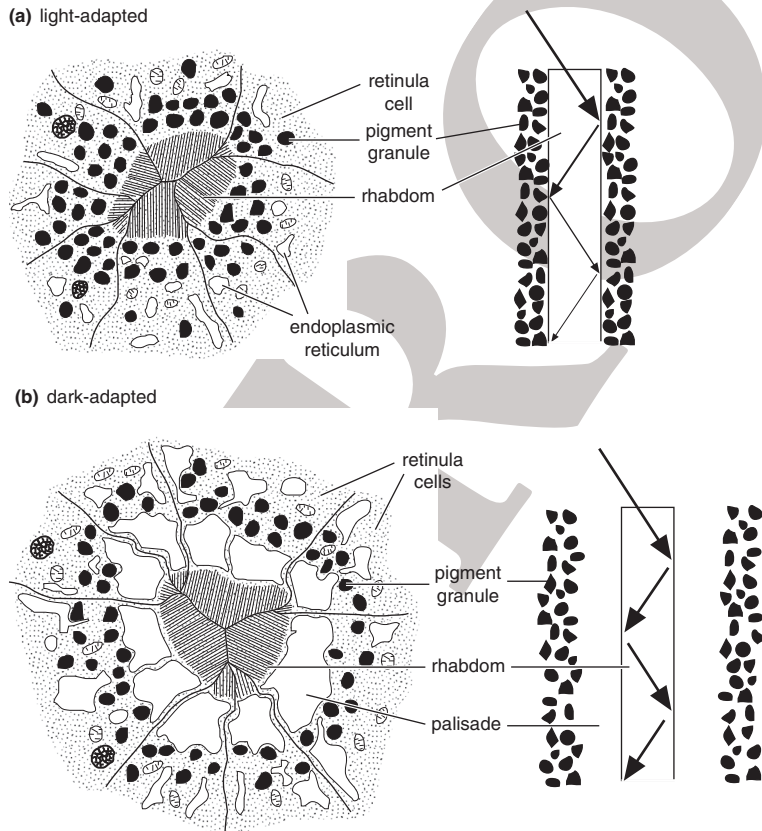 (a) light-adapted
retinula
cell
pigment
granule
rhabdom
endoplasmic
reticulum
(b) dark-adapted
retinula
cells
pigment
granule
rhabdom
palisade